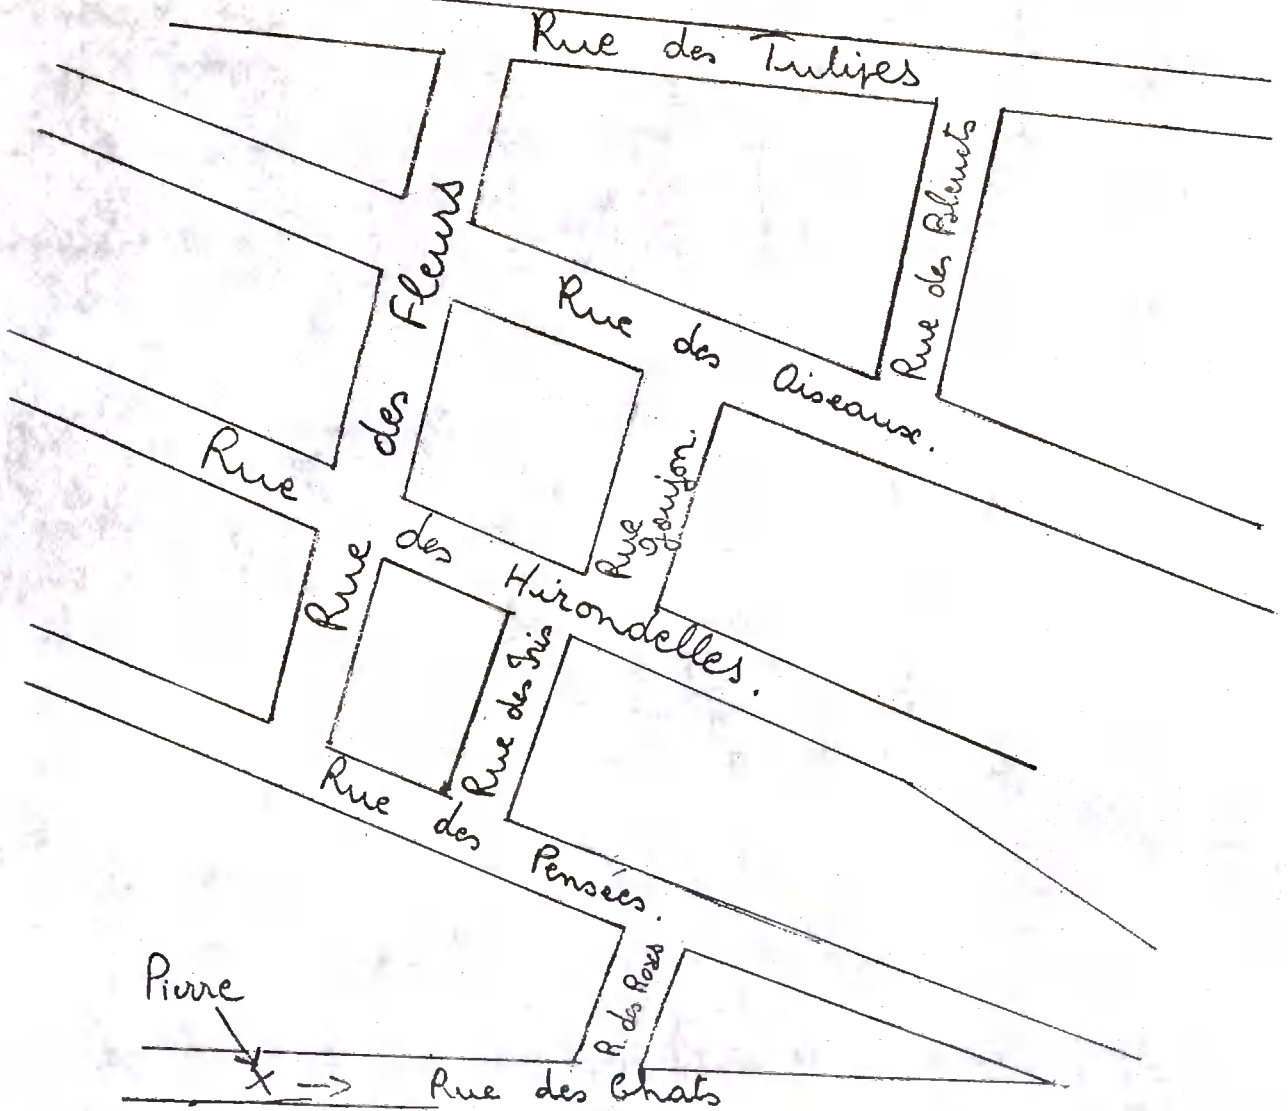 Rue des Tulipes
Rue des Bleuets
Rue des Fleurs
Rue des Oiseaux.
Rue Goujon.
Rue des Hirondelles.
Rue des Iris
Rue des Pensées.
R. des Roses
Pierre
X → Rue des Chats